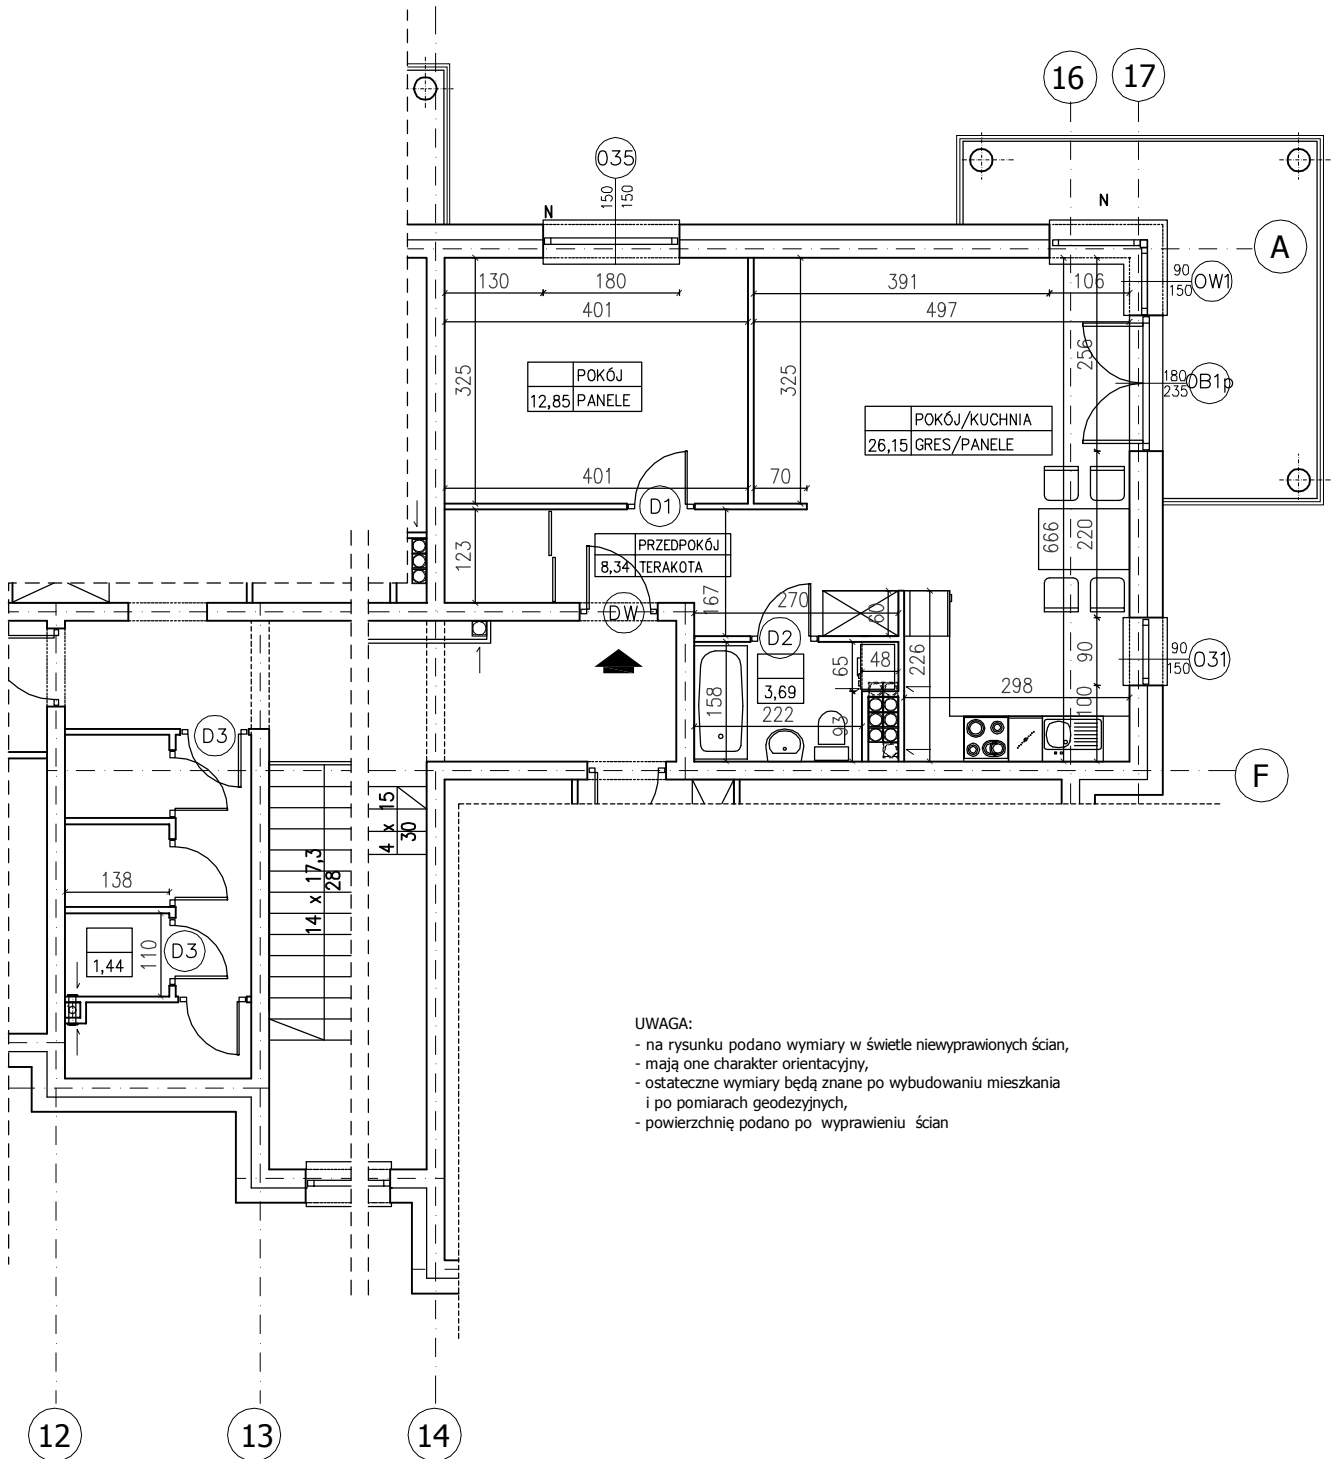 16
17
O35
150
150
N
N
A
90
150
OW1
130
180
391
106
401
497
256
325
325
180
235
OB1p
POKÓJ
12,85 PANELE
POKÓJ/KUCHNIA
26,15 GRES/PANELE
401
70
D1
666
220
123
PRZEDPOKÓJ
8,34 TERAKOTA
167
270
60
DW
D2
226
90
90
150
O31
65
48
3,69
158
222
93
298
100
D3
F
4 x 15
30
14 x 17,3
28
138
110
1,44
D3
UWAGA:
- na rysunku podano wymiary w świetle niewyprawionych ścian,
- mają one charakter orientacyjny,
- ostateczne wymiary będą znane po wybudowaniu mieszkania
i po pomiarach geodezyjnych,
- powierzchnię podano po wyprawieniu ścian
12
13
14